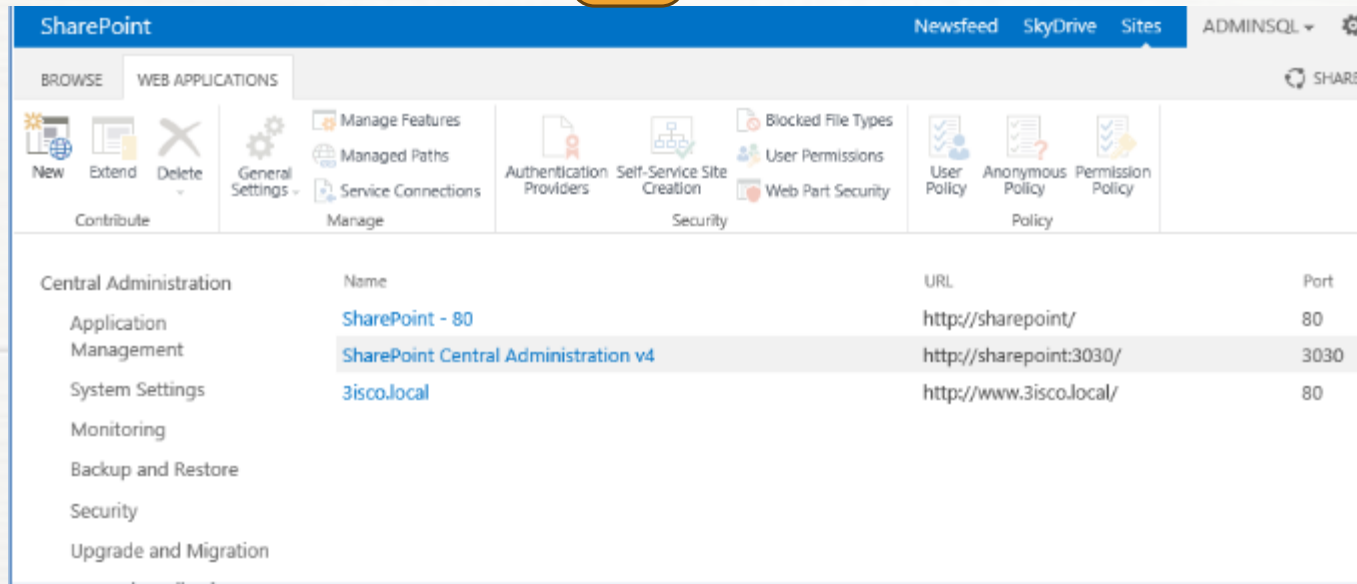 SharePoint
Newsfeed SkyDrive Sites ADMINSQL
BROWSE WEB APPLICATIONS SHARE
New Extend Delete
Contribute
General Settings
Manage Features
Managed Paths
Service Connections
Manage
Authentication Providers
Self-Service Site Creation
Blocked File Types
User Permissions
Web Part Security
Security
User Policy
Anonymous Policy
Permission Policy
Policy
Central Administration
Application
Management
System Settings
Monitoring
Backup and Restore
Security
Upgrade and Migration
Name URL Port
SharePoint - 80 http://sharepoint/ 80
SharePoint Central Administration v4 http://sharepoint:3030/ 3030
3isco.local http://www.3isco.local/ 80